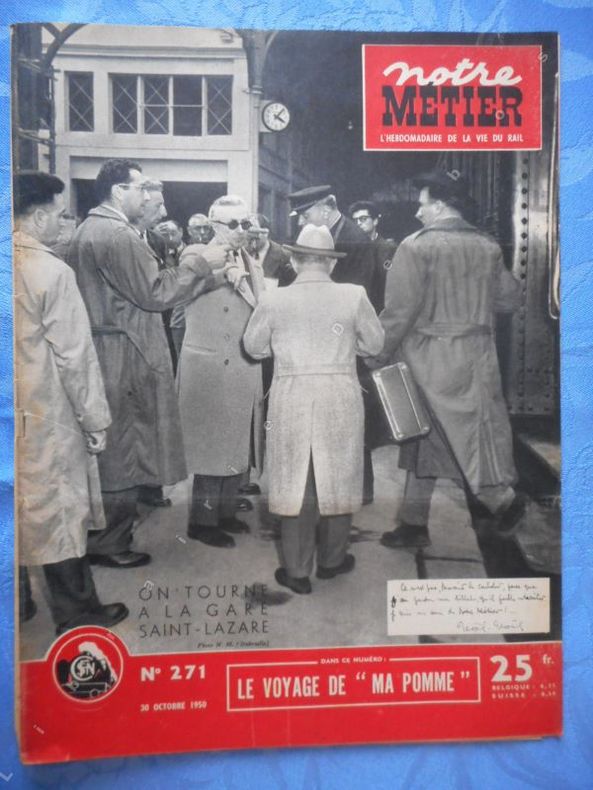 notre
MÉTIER
L'HEBDOMADAIRE DE LA VIE DU RAIL
ON TOURNE
A LA GARE
SAINT-LAZARE
No 271
30 OCTOBRE 1950
DANS CE NUMÉRO :
LE VOYAGE DE " MA POMME "
25 fr.
BELGIQUE :
SUISSE :